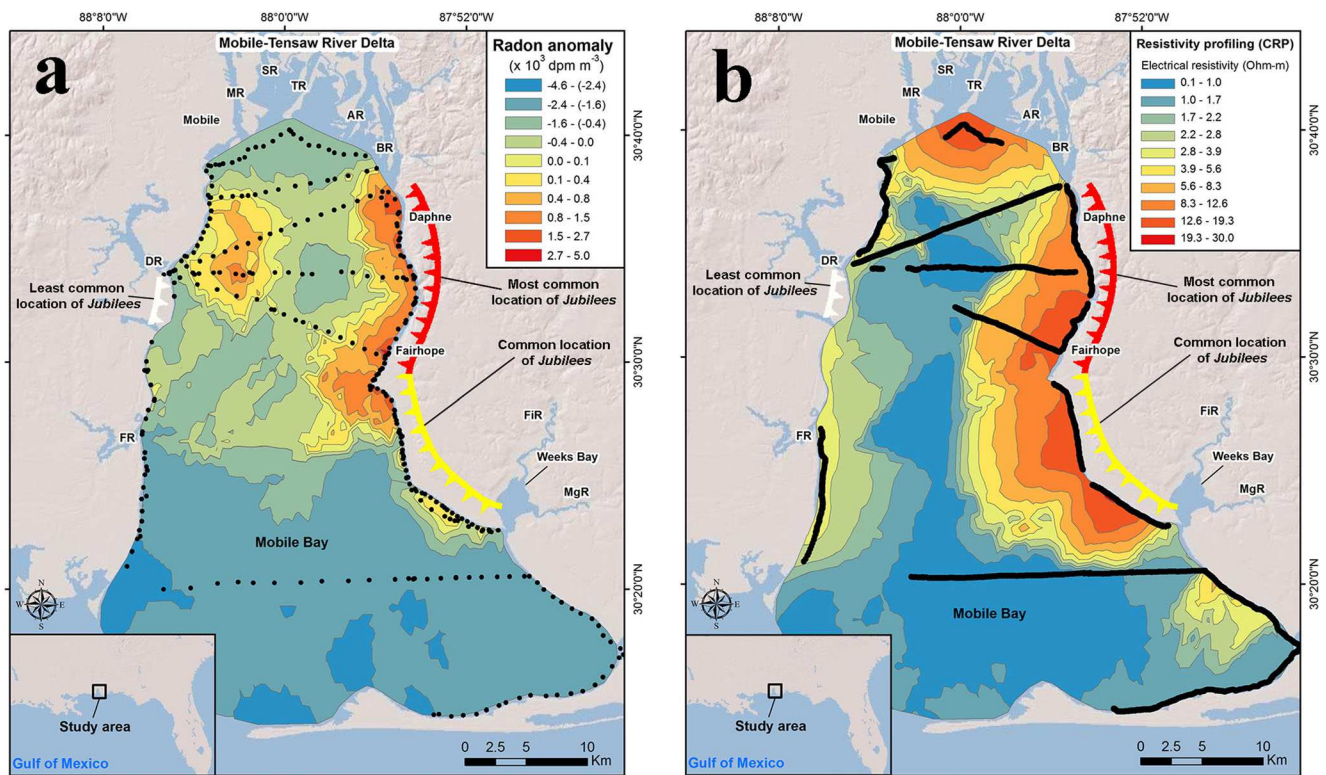 88°8'0"W 88°00'W 87°52'0"W
a
Mobile-Tensaw River Delta
Radon anomaly
(x 10³ dpm m⁻³)
-4.6 - (-2.4)
-2.4 - (-1.6)
-1.6 - (-0.4)
-0.4 - 0.0
0.0 - 0.1
0.1 - 0.4
0.4 - 0.8
0.8 - 1.5
1.5 - 2.7
2.7 - 5.0
SR
TR
MR
Mobile
AR
BR
30°40'0"N
Daphne
DR
Least common
location of Jubilees
Most common
location of Jubilees
Fairhope
Common location
of Jubilees
30°30'0"N
FiR
FR
Weeks Bay
MgR
Mobile Bay
30°20'0"N
N
W E
S
Study area
Gulf of Mexico
0 2.5 5 10
Km
88°8'0"W 88°00'W 87°52'0"W
b
Mobile-Tensaw River Delta
Resistivity profiling (CRP)
Electrical resistivity (Ohm-m)
0.1 - 1.0
1.0 - 1.7
1.7 - 2.2
2.2 - 2.8
2.8 - 3.9
3.9 - 5.6
5.6 - 8.3
8.3 - 12.6
12.6 - 19.3
19.3 - 30.0
SR
TR
MR
Mobile
AR
BR
30°40'0"N
Daphne
DR
Least common
location of Jubilees
Most common
location of Jubilees
Fairhope
Common location
of Jubilees
30°30'0"N
FiR
FR
Weeks Bay
MgR
Mobile Bay
30°20'0"N
N
W E
S
Study area
Gulf of Mexico
0 2.5 5 10
Km